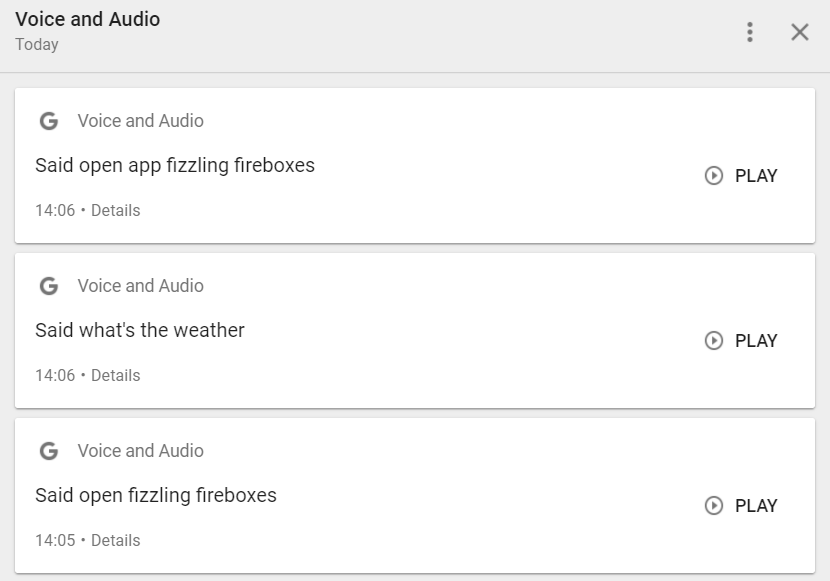 Voice and Audio
Today
G Voice and Audio
Said open app fizzling fireboxes
PLAY
14:06 • Details
G Voice and Audio
Said what's the weather
PLAY
14:06 • Details
G Voice and Audio
Said open fizzling fireboxes
PLAY
14:05 • Details